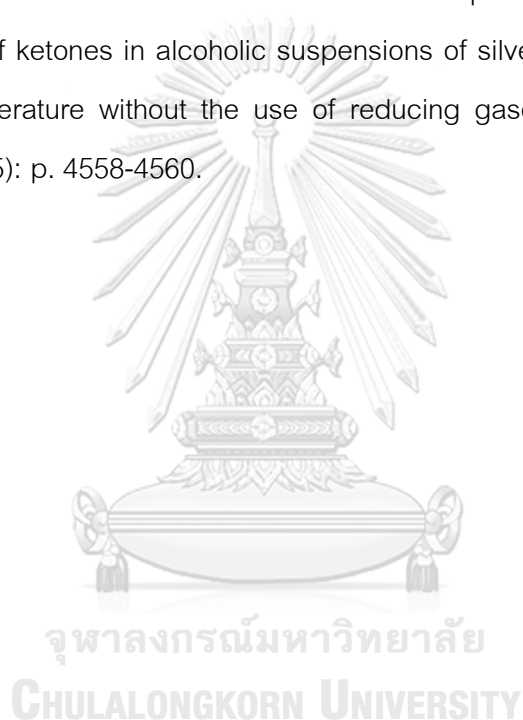 f ketones in alcoholic suspensions of silve
erature without the use of reducing gase
5): p. 4558-4560.
จุฬาลงกรณ์มหาวิทยาลัย
CHULALONGKORN UNIVERSITY